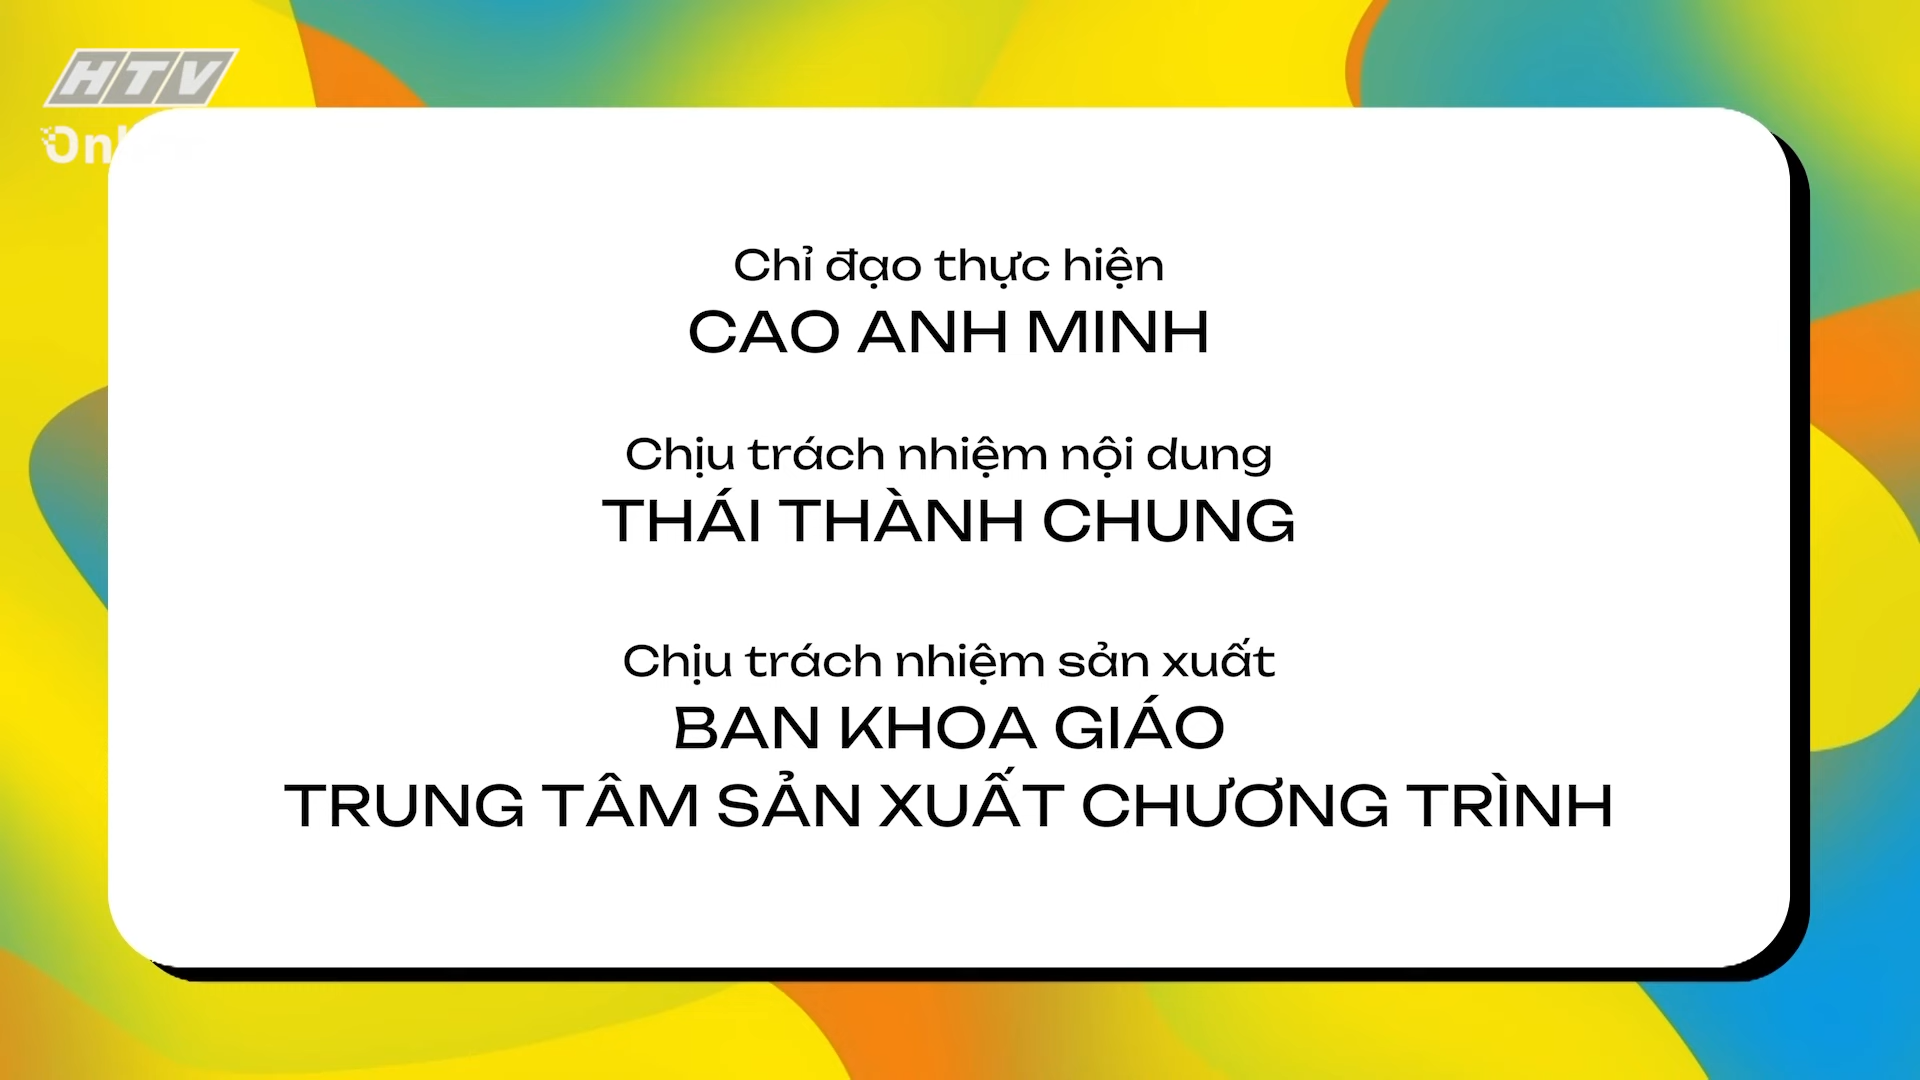 HTV
Chỉ đạo thực hiện
CAO ANH MINH
Chịu trách nhiệm nội dung
THÁI THÀNH CHUNG
Chịu trách nhiệm sản xuất
BAN KHOA GIÁO
TRUNG TÂM SẢN XUẤT CHƯƠNG TRÌNH